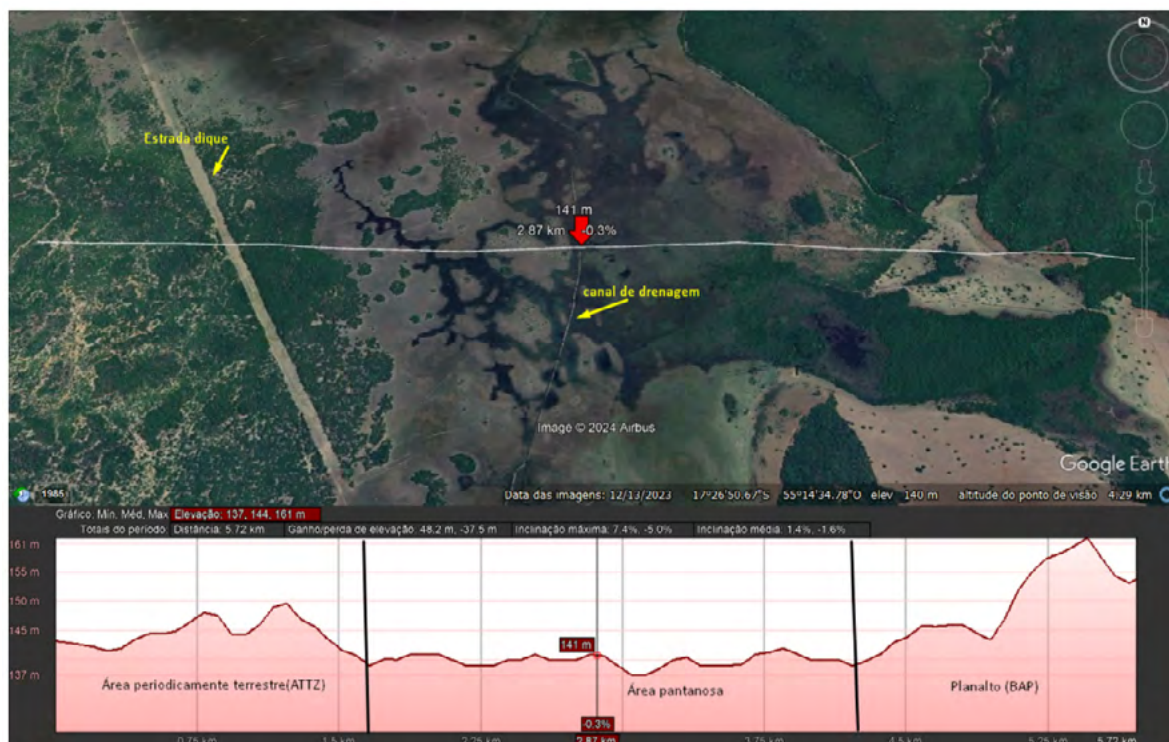 N
Estrada dique
141 m
2.87 km -0.3%
canal de drenagem
Image © 2024 Airbus
Google Earth
1985
Data das imagens: 12/13/2023 17°26'50.67"S 55°14'34.78"O elev 140 m altitude do ponto de visão 4.29 km
Gráfico: Mín. Méd. Max Elevação: 137, 144, 161 m
Totais do período: Distância: 5.72 km Ganho/perda de elevação: 48.2 m, -37.5 m Inclinação máxima: 7.4%, -5.0% Inclinação média: 1.4%, -1.6%
161 m
155 m
150 m
145 m
141 m
137 m
Área periodicamente terrestre(ATTZ)
Área pantanosa
Planalto (BAP)
-0.3%
0.75 km 1.5 km 2.25 km 2.87 km 3.75 km 4.5 km 5.25 km 5.72 km